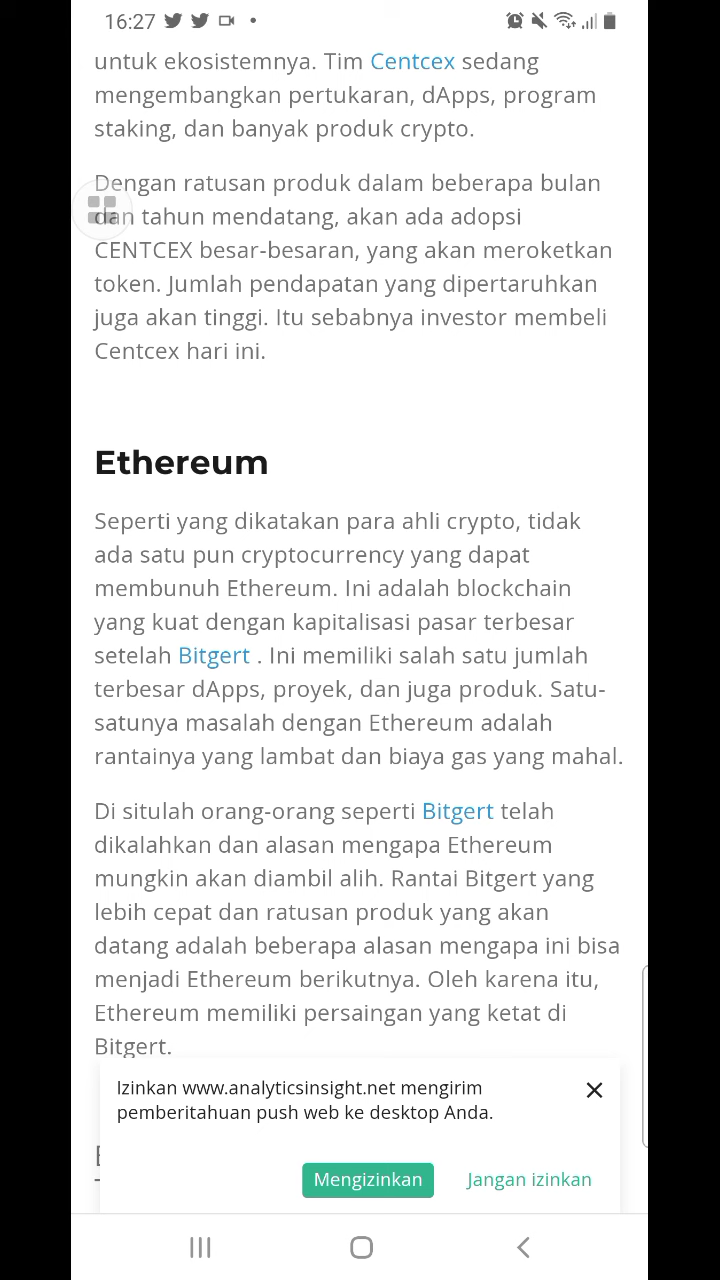 16:27
untuk ekosistemnya. Tim Centcex sedang
mengembangkan pertukaran, dApps, program
staking, dan banyak produk crypto.
Dengan ratusan produk dalam beberapa bulan
dan tahun mendatang, akan ada adopsi
CENTCEX besar-besaran, yang akan meroketkan
token. Jumlah pendapatan yang dipertaruhkan
juga akan tinggi. Itu sebabnya investor membeli
Centcex hari ini.
Ethereum
Seperti yang dikatakan para ahli crypto, tidak
ada satu pun cryptocurrency yang dapat
membunuh Ethereum. Ini adalah blockchain
yang kuat dengan kapitalisasi pasar terbesar
setelah Bitgert . Ini memiliki salah satu jumlah
terbesar dApps, proyek, dan juga produk. Satu-
satunya masalah dengan Ethereum adalah
rantainya yang lambat dan biaya gas yang mahal.
Di situlah orang-orang seperti Bitgert telah
dikalahkan dan alasan mengapa Ethereum
mungkin akan diambil alih. Rantai Bitgert yang
lebih cepat dan ratusan produk yang akan
datang adalah beberapa alasan mengapa ini bisa
menjadi Ethereum berikutnya. Oleh karena itu,
Ethereum memiliki persaingan yang ketat di
Bitgert.
Izinkan www.analyticsinsight.net mengirim
pemberitahuan push web ke desktop Anda.
Mengizinkan
Jangan izinkan